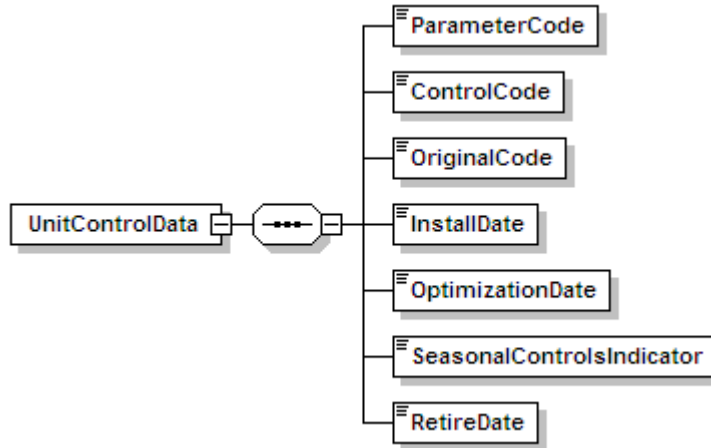 ParameterCode
ControlCode
OriginalCode
UnitControlData
InstallDate
OptimizationDate
SeasonalControlsIndicator
RetireDate